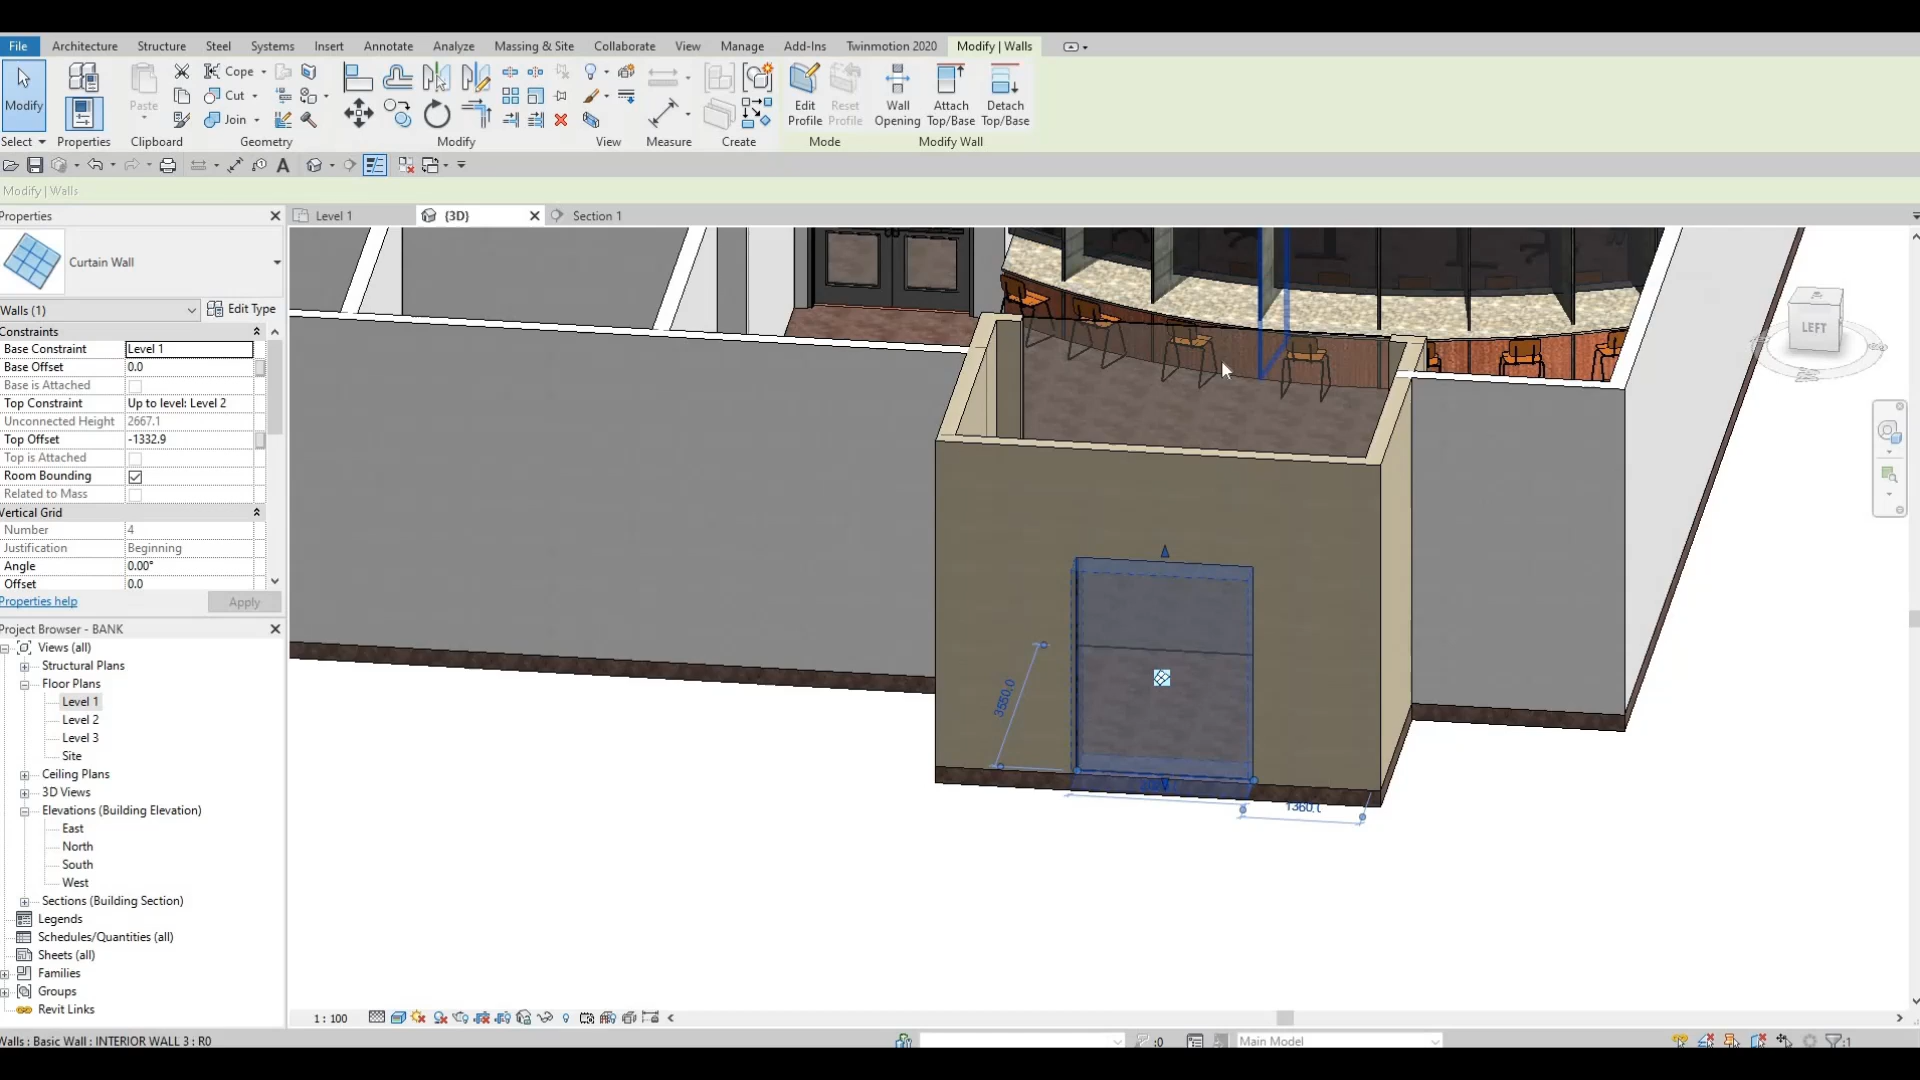 File Architecture Structure Steel Systems Insert Annotate Analyze Massing & Site Collaborate View Manage Add-Ins Twinmotion 2020 Modify | Walls
Modify Paste Cope Cut Join Edit Profile Reset Profile Wall Opening Attach Top/Base Detach Top/Base
Select Properties Clipboard Geometry Modify View Measure Create Mode Modify Wall
Modify | Walls
Properties Level 1 {3D} Section 1
Curtain Wall
Walls (1) Edit Type
Constraints
Base Constraint Level 1
Base Offset 0.0
Base is Attached
Top Constraint Up to level: Level 2
Unconnected Height 2667.1
Top Offset -1332.9
Top is Attached
Room Bounding
Related to Mass
Vertical Grid
Number 4
Justification Beginning
Angle 0.00°
Offset 0.0
Properties help Apply
Project Browser - BANK
Views (all)
Structural Plans
Floor Plans
Level 1
Level 2
Level 3
Site
Ceiling Plans
3D Views
Elevations (Building Elevation)
East
North
South
West
Sections (Building Section)
Legends
Schedules/Quantities (all)
Sheets (all)
Families
Groups
Revit Links
LEFT
3550.0
1360.0
1 : 100
Walls : Basic Wall : INTERIOR WALL 3 : R0 :0 Main Model :1